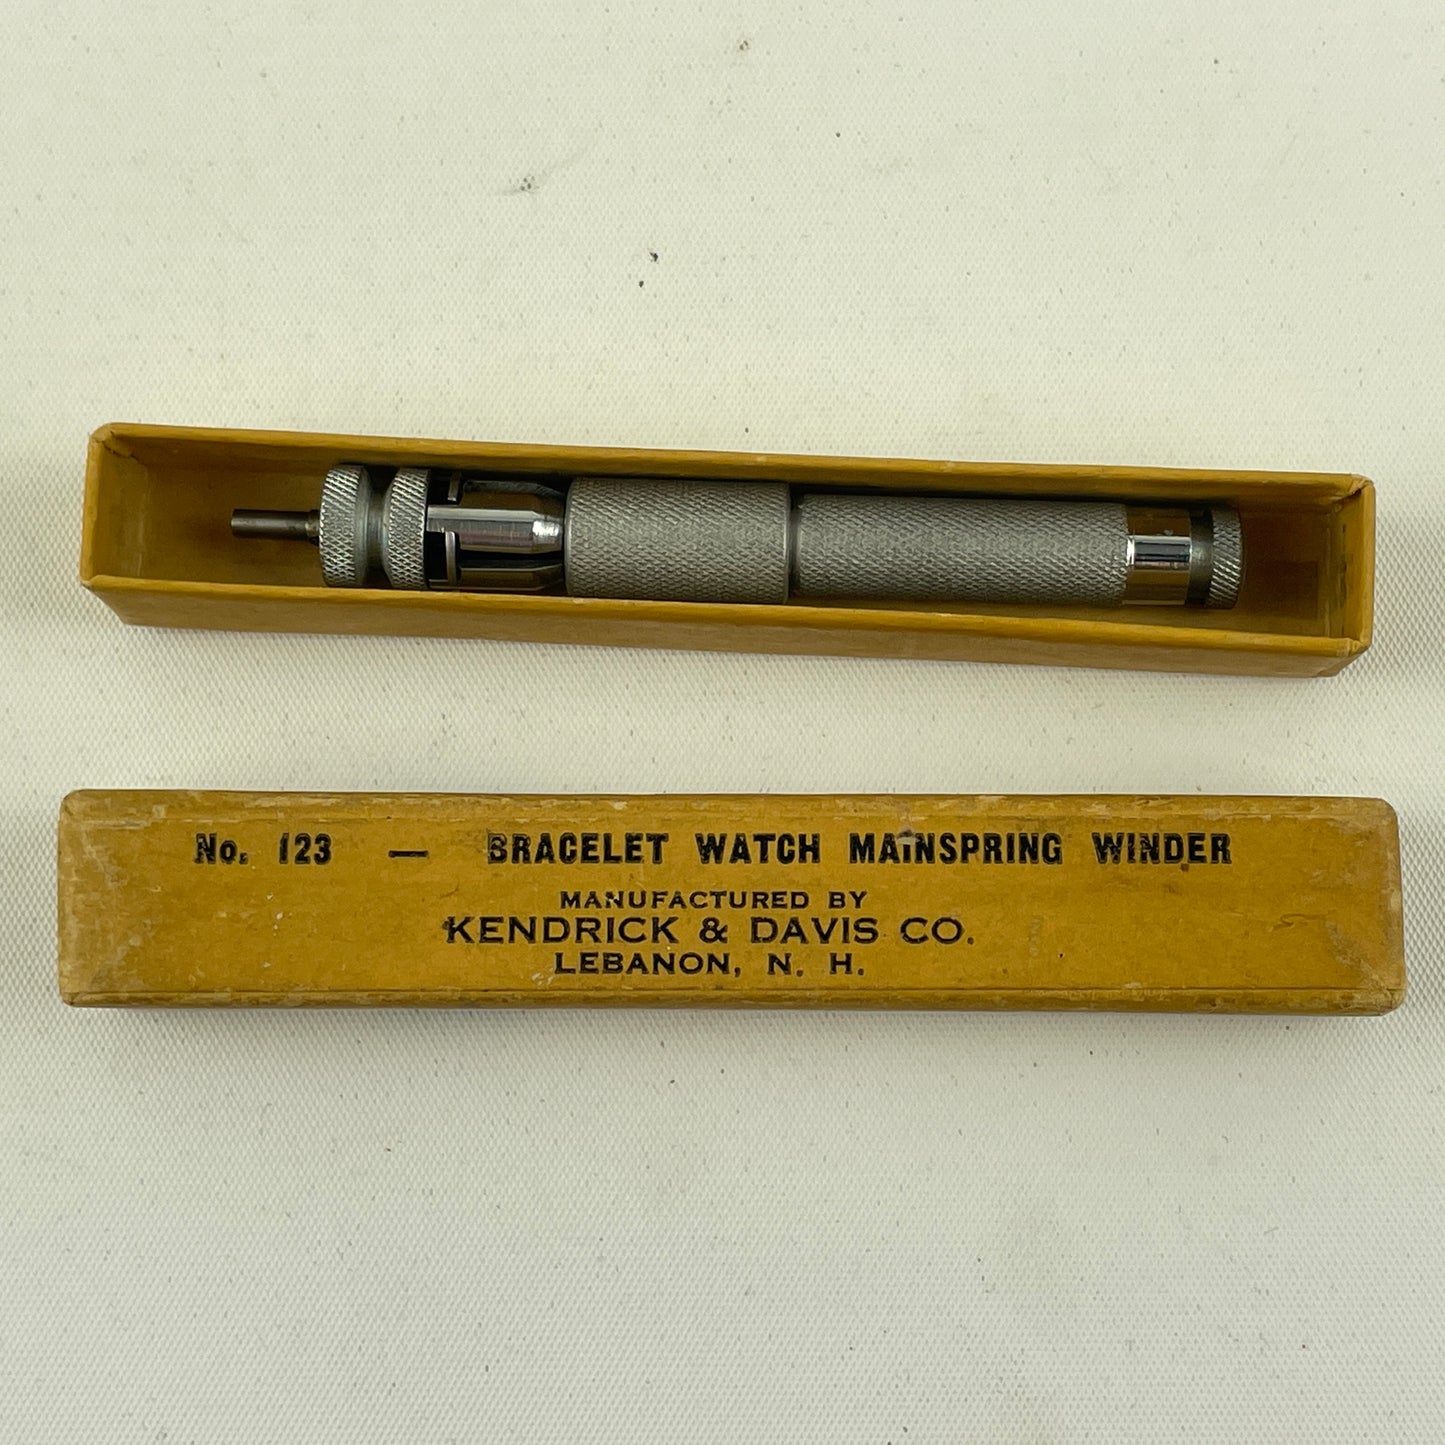 No. 123 — BRACELET WATCH MAINSPRING WINDER
MANUFACTURED BY
KENDRICK & DAVIS CO.
LEBANON, N. H.